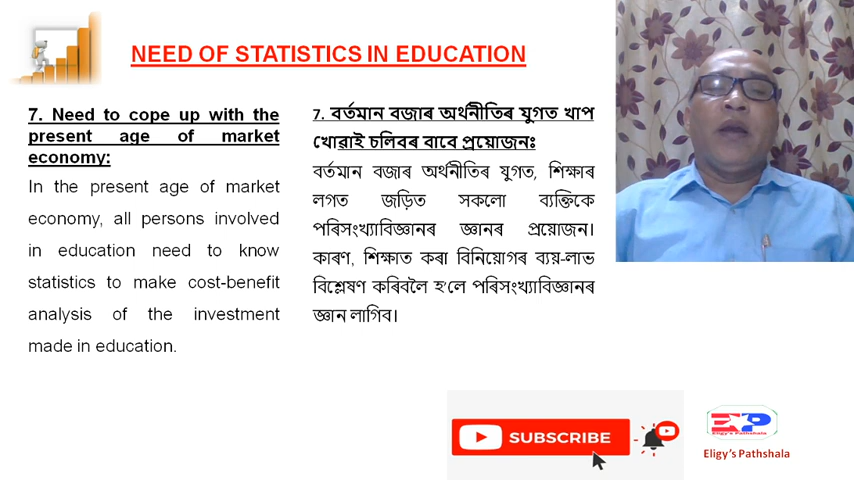 NEED OF STATISTICS IN EDUCATION
7. Need to cope up with the
present age of market
economy:
In the present age of market
economy, all persons involved
in education need to know
statistics to make cost-benefit
analysis of the investment
made in education.
7. বৰ্তমান বজাৰ অৰ্থনীতিৰ যুগত খাপ
খোৱাই চলিবৰ বাবে প্ৰয়োজনঃ
বৰ্তমান বজাৰ অৰ্থনীতিৰ যুগত, শিক্ষাৰ
লগত জড়িত সকলো ব্যক্তিকে
পৰিসংখ্যাবিজ্ঞানৰ জ্ঞানৰ প্ৰয়োজন।
কাৰণ, শিক্ষাত কৰা বিনিয়োগৰ ব্যয়-লাভ
বিশ্লেষণ কৰিবলৈ হ'লে পৰিসংখ্যাবিজ্ঞানৰ
জ্ঞান লাগিব।
SUBSCRIBE
EP
Eligy's Pathshala
Eligy's Pathshala